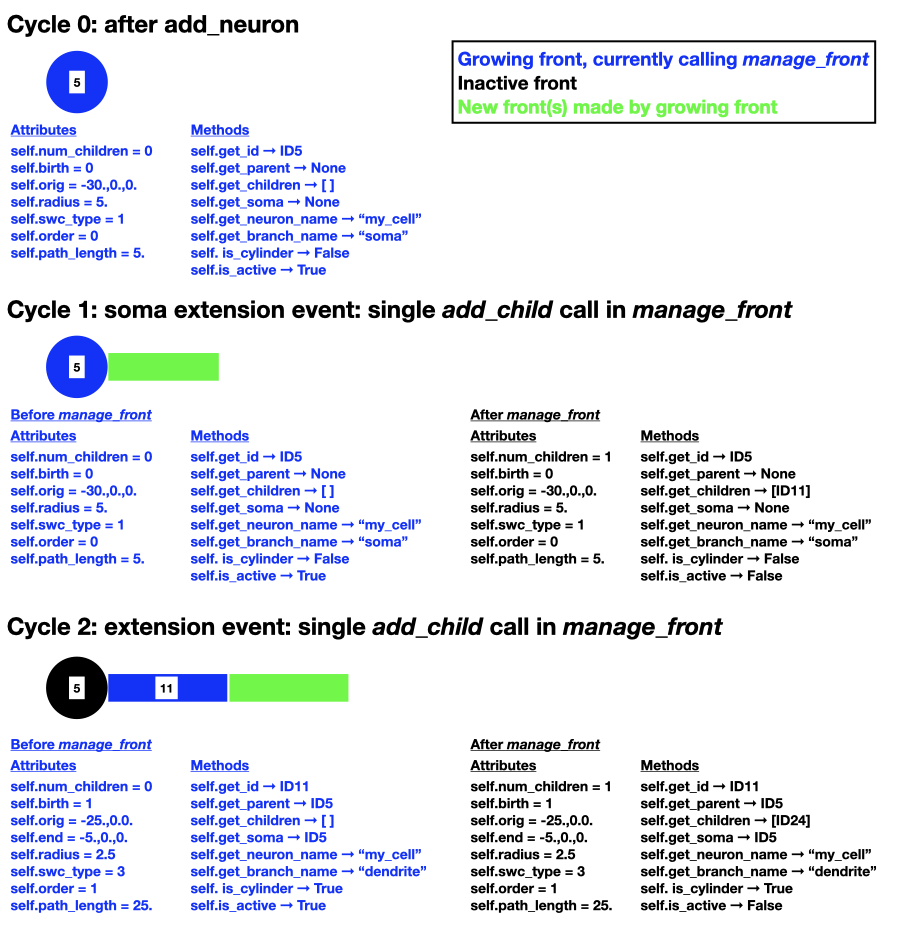 Cycle 0: after add_neuron
5
Growing front, currently calling manage_front
Inactive front
New front(s) made by growing front
Attributes
self.num_children = 0
self.birth = 0
self.orig = -30.,0.,0.
self.radius = 5.
self.swc_type = 1
self.order = 0
self.path_length = 5.
Methods
self.get_id → ID5
self.get_parent → None
self.get_children → [ ]
self.get_soma → None
self.get_neuron_name → “my_cell”
self.get_branch_name → “soma”
self. is_cylinder → False
self.is_active → True
Cycle 1: soma extension event: single add_child call in manage_front
5
Before manage_front
Attributes
self.num_children = 0
self.birth = 0
self.orig = -30.,0.,0.
self.radius = 5.
self.swc_type = 1
self.order = 0
self.path_length = 5.
Methods
self.get_id → ID5
self.get_parent → None
self.get_children → [ ]
self.get_soma → None
self.get_neuron_name → “my_cell”
self.get_branch_name → “soma”
self. is_cylinder → False
self.is_active → True
After manage_front
Attributes
self.num_children = 1
self.birth = 0
self.orig = -30.,0.,0.
self.radius = 5.
self.swc_type = 1
self.order = 0
self.path_length = 5.
Methods
self.get_id → ID5
self.get_parent → None
self.get_children → [ID11]
self.get_soma → None
self.get_neuron_name → “my_cell”
self.get_branch_name → “soma”
self. is_cylinder → False
self.is_active → False
Cycle 2: extension event: single add_child call in manage_front
5
11
Before manage_front
Attributes
self.num_children = 0
self.birth = 1
self.orig = -25.,0.0.
self.end = -5.,0.,0.
self.radius = 2.5
self.swc_type = 3
self.order = 1
self.path_length = 25.
Methods
self.get_id → ID11
self.get_parent → ID5
self.get_children → [ ]
self.get_soma → ID5
self.get_neuron_name → “my_cell”
self.get_branch_name → “dendrite”
self. is_cylinder → True
self.is_active → True
After manage_front
Attributes
self.num_children = 1
self.birth = 1
self.orig = -25.,0.0.
self.end = -5.,0.,0.
self.radius = 2.5
self.swc_type = 3
self.order = 1
self.path_length = 25.
Methods
self.get_id → ID11
self.get_parent → ID5
self.get_children → [ID24]
self.get_soma → ID5
self.get_neuron_name → “my_cell”
self.get_branch_name → “dendrite”
self. is_cylinder → True
self.is_active → False